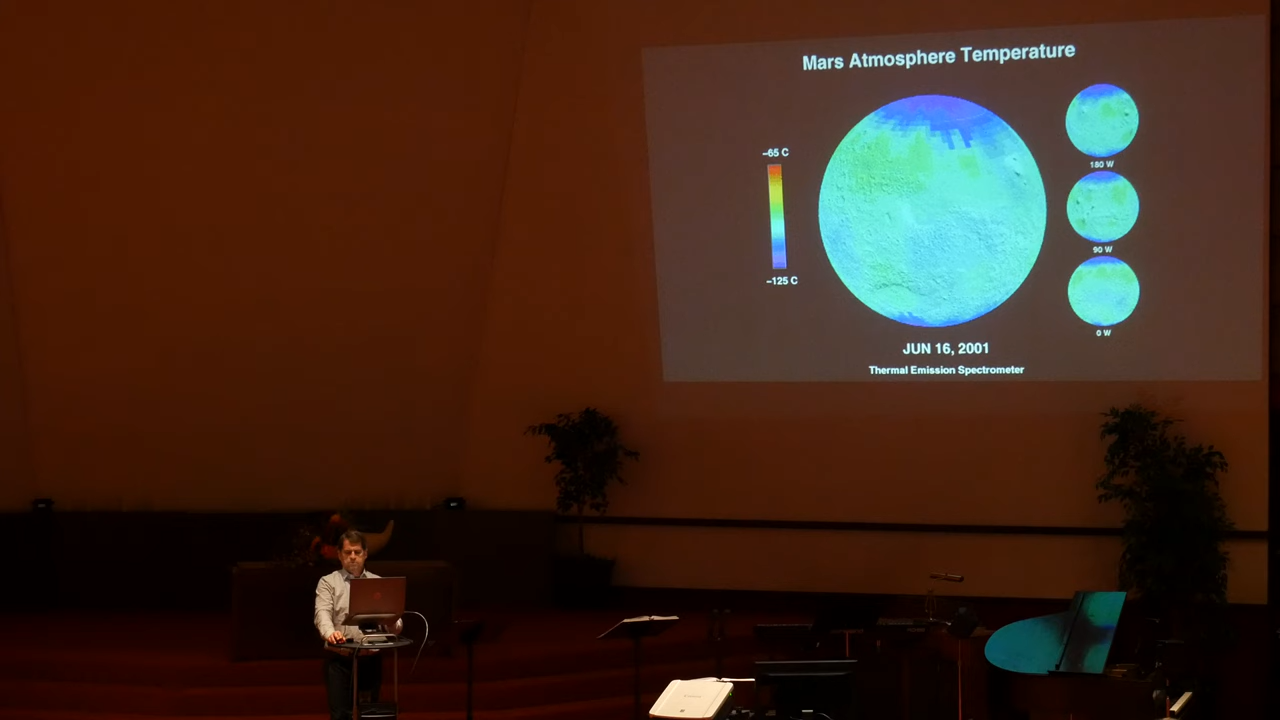 Mars Atmosphere Temperature
−65 C
−125 C
180 W
90 W
0 W
JUN 16, 2001
Thermal Emission Spectrometer